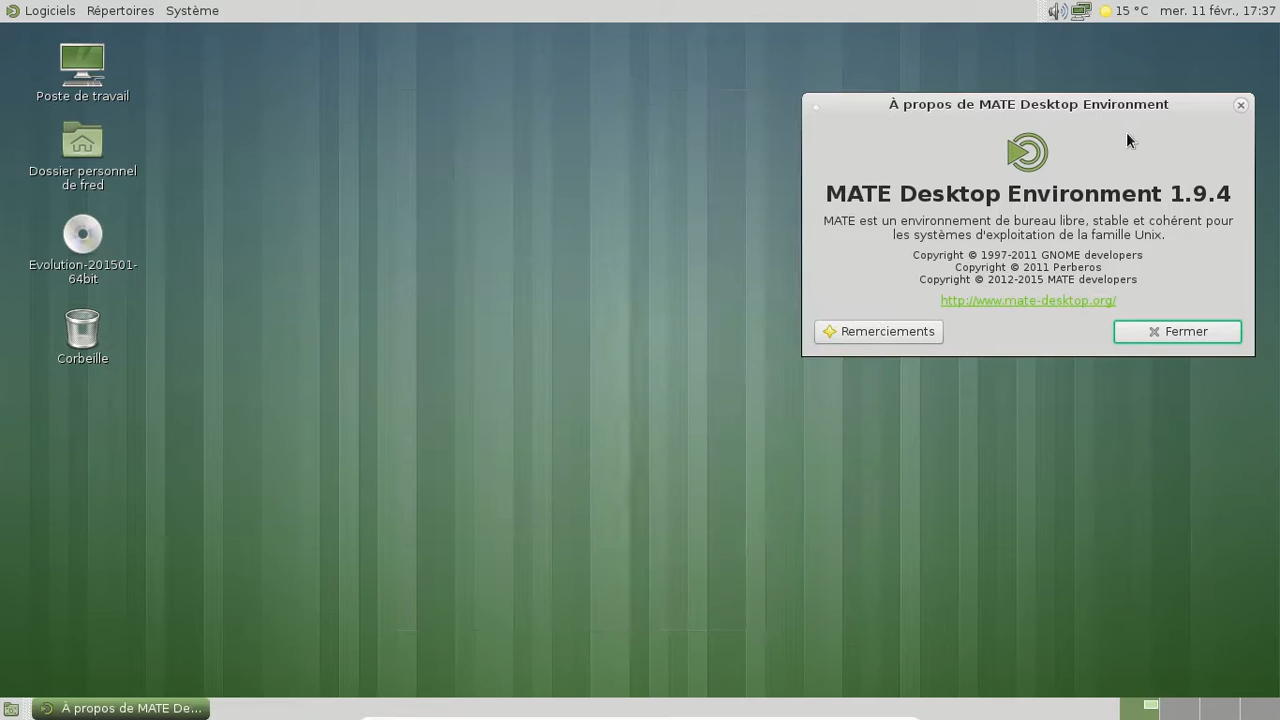 Logiciels Répertoires Système
15 °C mer. 11 févr., 17:37
Poste de travail
Dossier personnel
de fred
Evolution-201501-
64bit
Corbeille
À propos de MATE Desktop Environment
MATE Desktop Environment 1.9.4
MATE est un environnement de bureau libre, stable et cohérent pour
les systèmes d'exploitation de la famille Unix.
Copyright © 1997-2011 GNOME developers
Copyright © 2011 Perberos
Copyright © 2012-2015 MATE developers
http://www.mate-desktop.org/
Remerciements
Fermer
À propos de MATE De...